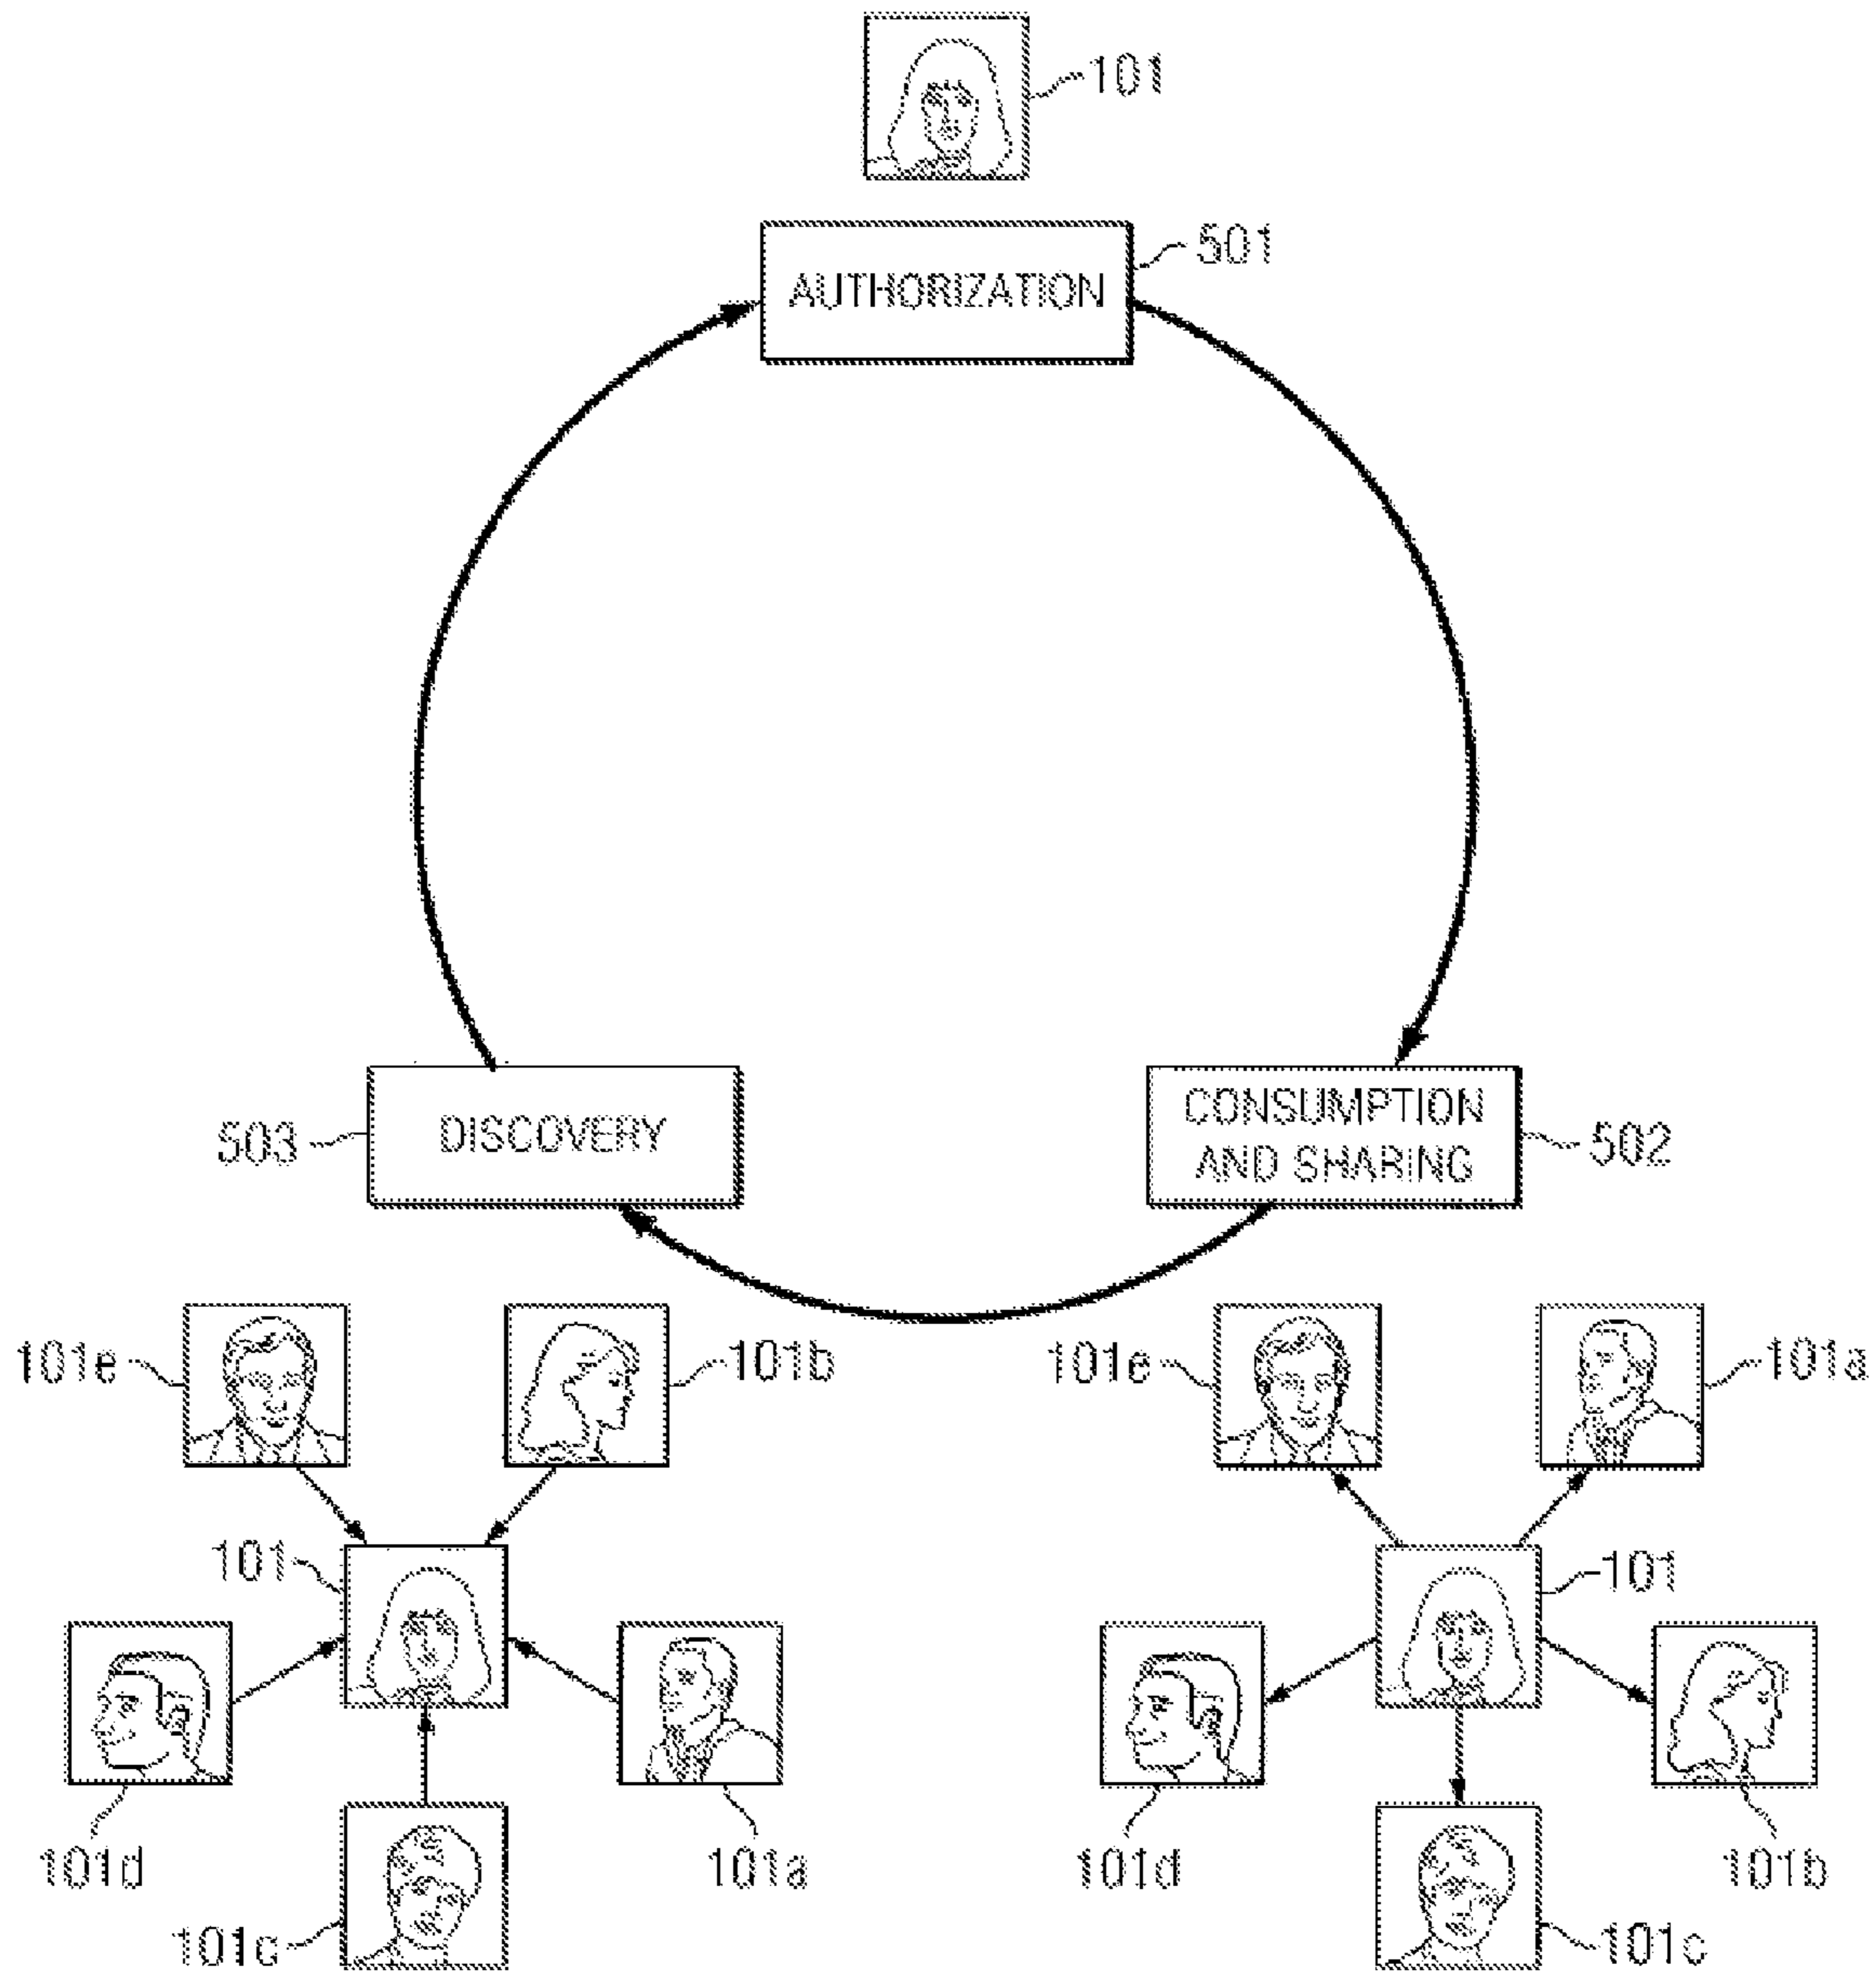 101
501
AUTHORIZATION
503
DISCOVERY
CONSUMPTION
AND SHARING
502
101e
101b
101e
101a
101
101
101d
101a
101d
101b
101c
101c